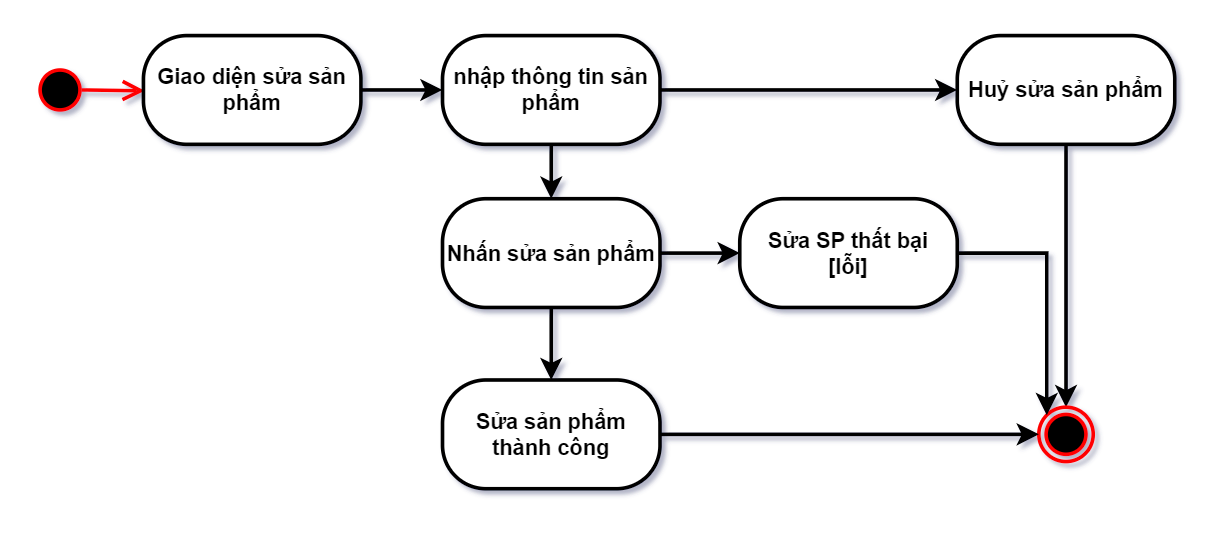 Giao diện sửa sản
phẩm
nhập thông tin sản
phẩm
Huỷ sửa sản phẩm
Nhấn sửa sản phẩm
Sửa SP thất bại
[lỗi]
Sửa sản phẩm
thành công